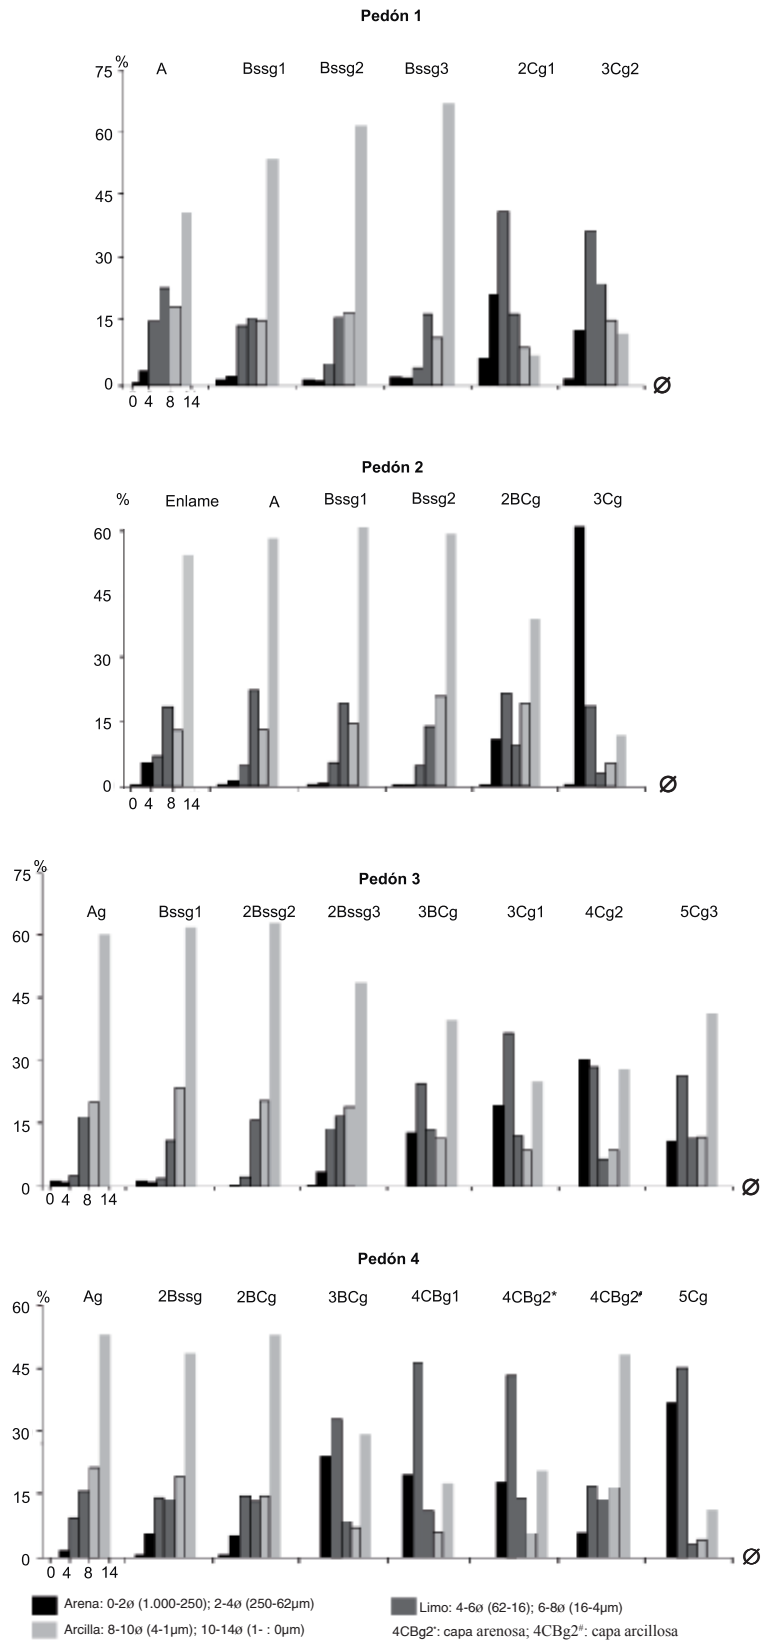 Pedón 1
% A Bssg1 Bssg2 Bssg3 2Cg1 3Cg2
75
60
45
30
15
0
Ø
0 4 8 14
Pedón 2
% Enlame A Bssg1 Bssg2 2BCg 3Cg
60
45
30
15
0
Ø
0 4 8 14
Pedón 3
%
75
Ag Bssg1 2Bssg2 2Bssg3 3BCg 3Cg1 4Cg2 5Cg3
60
45
30
15
0
Ø
0 4 8 14
Pedón 4
% Ag 2Bssg 2BCg 3BCg 4CBg1 4CBg2* 4CBg2# 5Cg
60
45
30
15
0
Ø
0 4 8 14
Arena: 0-2ø (1.000-250); 2-4ø (250-62µm)
Limo: 4-6ø (62-16); 6-8ø (16-4µm)
Arcilla: 8-10ø (4-1µm); 10-14ø (1- : 0µm)
4CBg2*: capa arenosa; 4CBg2#: capa arcillosa